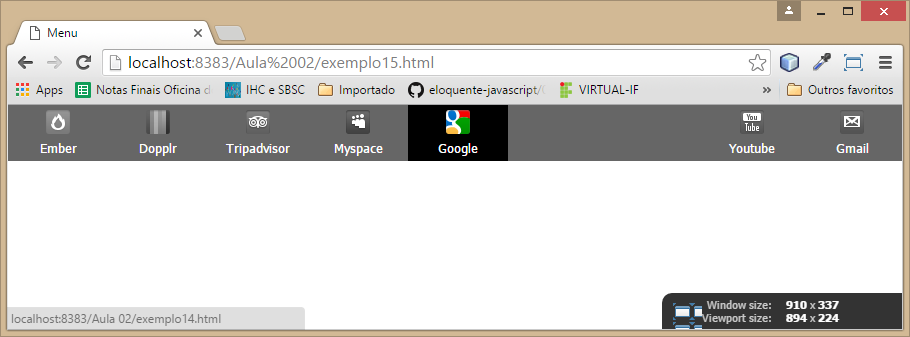 Menu
localhost:8383/Aula%2002/exemplo15.html
Apps Notas Finais Oficina d IHC e SBSC Importado eloquente-javascript/ VIRTUAL-IF » Outros favoritos
Ember Dopplr Tripadvisor Myspace Google You Tube Youtube Gmail
localhost:8383/Aula 02/exemplo14.html
Window size: 910 x 337
Viewport size: 894 x 224